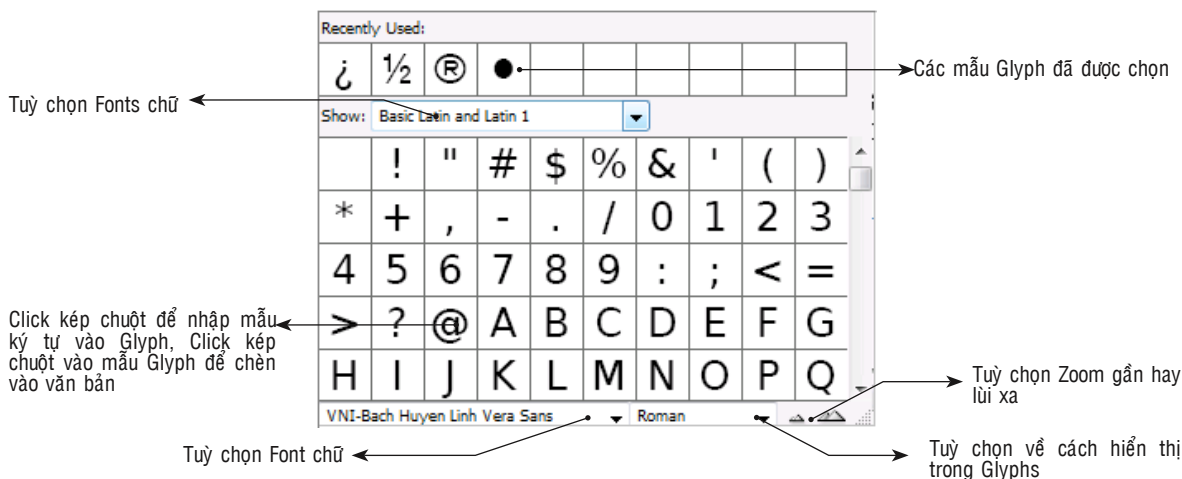 Recently Used:
¿ ½ ® ●
Các mẫu Glyph đã được chọn
Tuỳ chọn Fonts chữ
Show: Basic Latin and Latin 1
! " # $ % & ' ( )
* + , - . / 0 1 2 3
4 5 6 7 8 9 : ; < =
> ? @ A B C D E F G
Click kép chuột để nhập mẫu
ký tự vào Glyph, Click kép
chuột vào mẫu Glyph để chèn
vào văn bản
H I J K L M N O P Q
Tuỳ chọn Zoom gần hay
lùi xa
VNI-Bach Huyen Linh Vera Sans Roman
Tuỳ chọn Font chữ
Tuỳ chọn về cách hiển thị
trong Glyphs